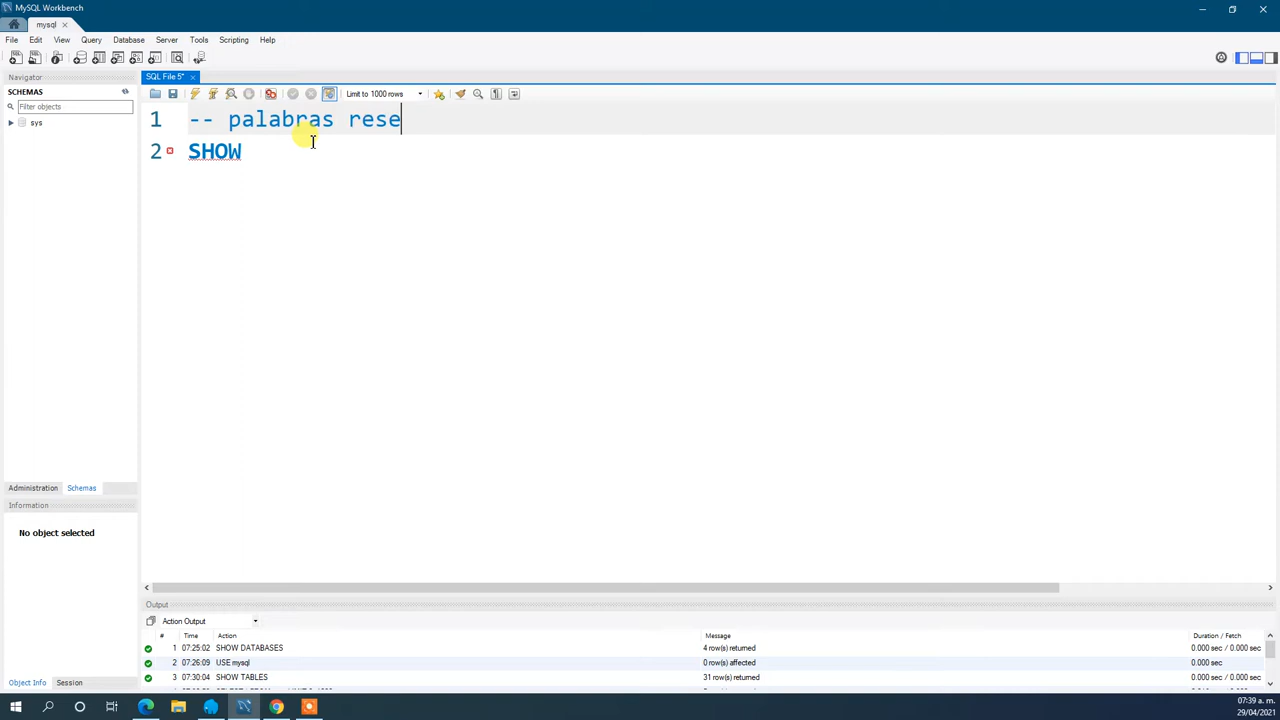 MySQL Workbench
mysql
File Edit View Query Database Server Tools Scripting Help
Navigator
SCHEMAS
Filter objects
sys
SQL File 5*
Limit to 1000 rows
1 -- palabras rese
2 SHOW
Administration Schemas
Information
No object selected
Output
Action Output
# Time Action Message Duration / Fetch
1 07:25:02 SHOW DATABASES 4 row(s) returned 0.000 sec / 0.000 sec
2 07:26:09 USE mysql 0 row(s) affected 0.000 sec
3 07:30:04 SHOW TABLES 31 row(s) returned 0.000 sec / 0.000 sec
Object Info Session
07:39 a. m.
29/04/2021